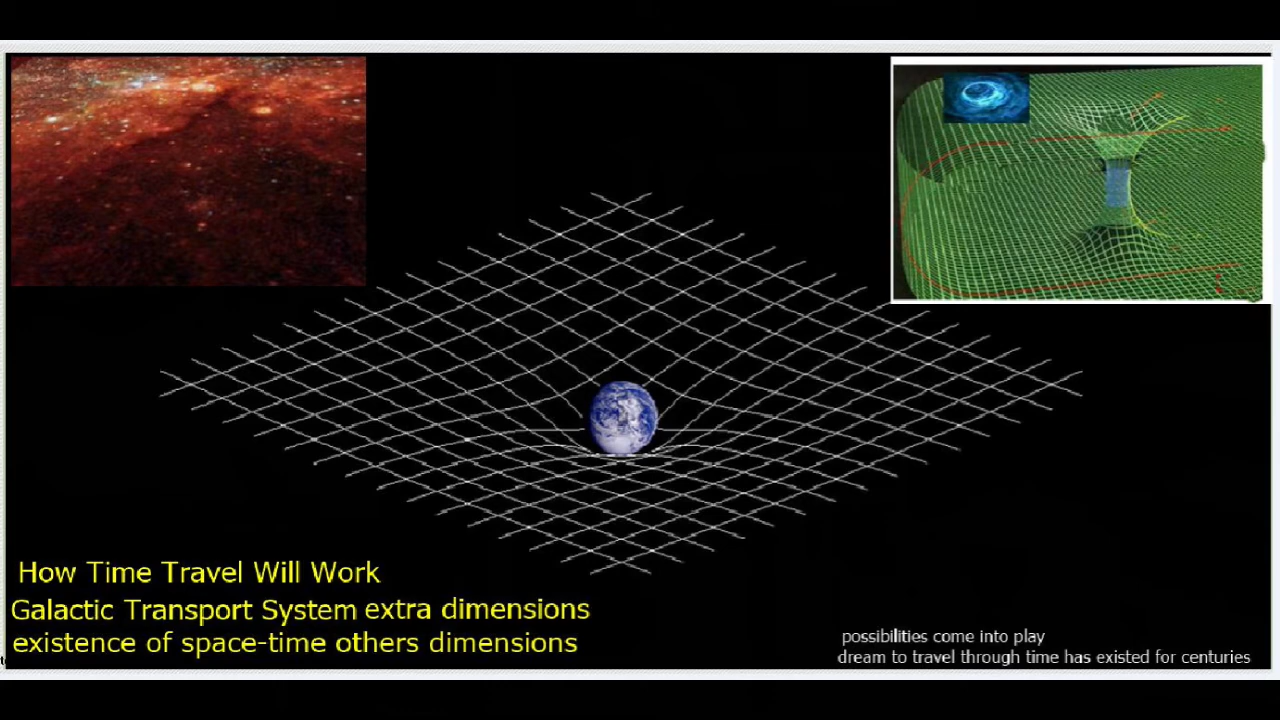 How Time Travel Will Work
Galactic Transport System extra dimensions
existence of space-time others dimensions
possibilities come into play
dream to travel through time has existed for centuries